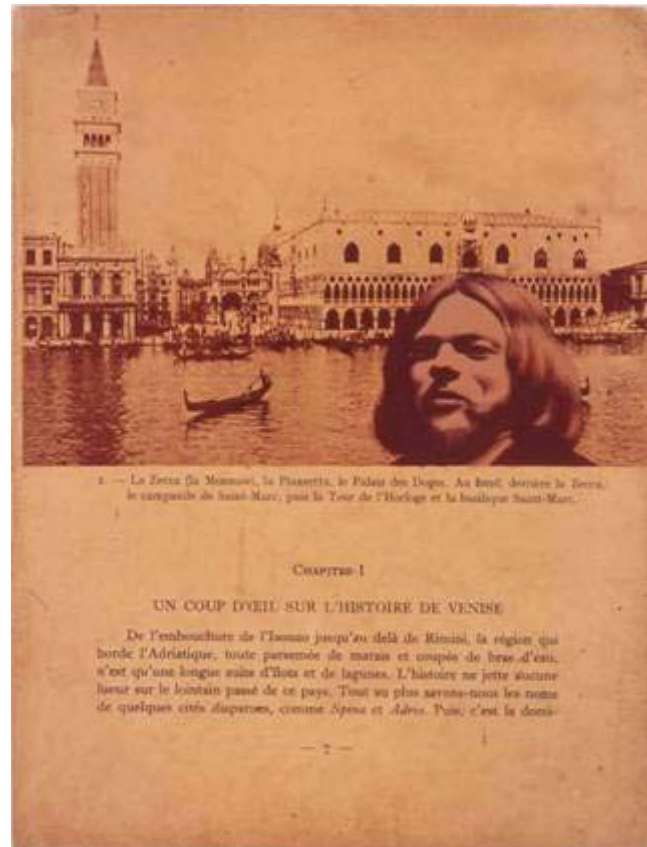 2. — La Zecca (la Monnaie), la Piazzetta, le Palais des Doges. Au fond, derrière la Zecca,
le campanile de Saint-Marc, puis la Tour de l'Horloge et la basilique Saint-Marc.
CHAPITRE I
UN COUP D'ŒIL SUR L'HISTOIRE DE VENISE
De l'embouchure de l'Isonzo jusqu'au delà de Rimini, la région qui
borde l'Adriatique, toute parsemée de marais et coupée de bras d'eau,
n'est qu'une longue suite d'îlots et de lagunes. L'histoire ne jette aucune
lueur sur le lointain passé de ce pays. Tout au plus savons-nous les noms
de quelques cités disparues, comme Spina et Adria. Puis, c'est la domi-
— 7 —